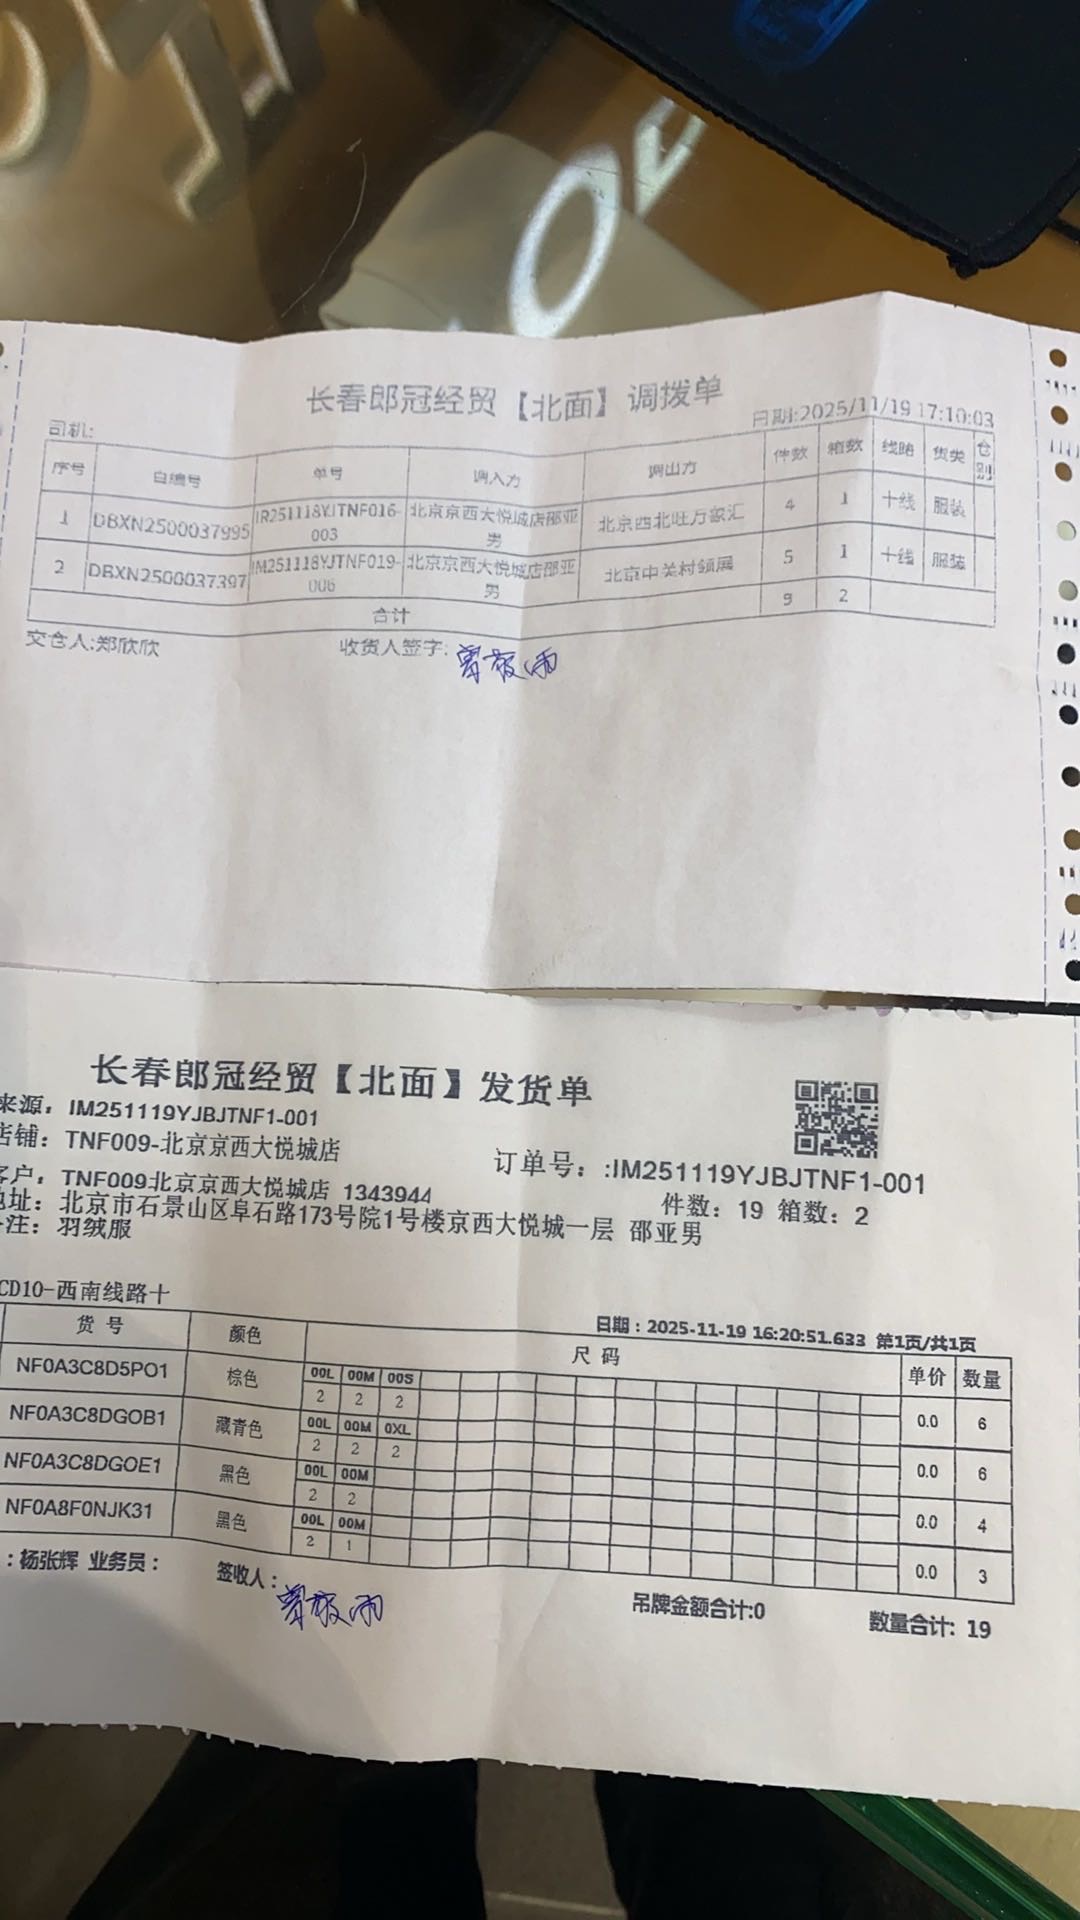 长春郎冠经贸【北面】调拨单
日期:2025/11/19 17:10:03
司机:
序号 自编号 单号 调入方 调出方 件数 箱数 线路 货类 仓别
1 DBXN2500037995 IR251118YJTNF016-003 北京京西大悦城店邵亚男 北京西北旺万象汇 4 1 十线 服装
2 DBXN2500037397 IM251118YJTNF019-006 北京京西大悦城店邵亚男 北京中关村领展 5 1 十线 服装
合计 9 2
交仓人:郑欣欣 收货人签字:
长春郎冠经贸【北面】发货单
来源: IM251119YJBJTNF1-001
店铺: TNF009-北京京西大悦城店
订单号: :IM251119YJBJTNF1-001
客户: TNF009北京京西大悦城店 1343944
件数: 19 箱数: 2
地址: 北京市石景山区阜石路173号院1号楼京西大悦城一层 邵亚男
注: 羽绒服
CD10-西南线路十
日期:2025-11-19 16:20:51.633 第1页/共1页
货号 颜色 尺码 单价 数量
NF0A3C8D5PO1 棕色 00L 00M 00S 0.0 6
2 2 2
NF0A3C8DGOB1 藏青色 00L 00M 0XL 0.0 6
2 2 2
NF0A3C8DGOE1 黑色 00L 00M 0.0 4
2 2
NF0A8F0NJK31 黑色 00L 00M 0.0 3
2 1
:杨张辉 业务员: 签收人: 吊牌金额合计:0 数量合计: 19